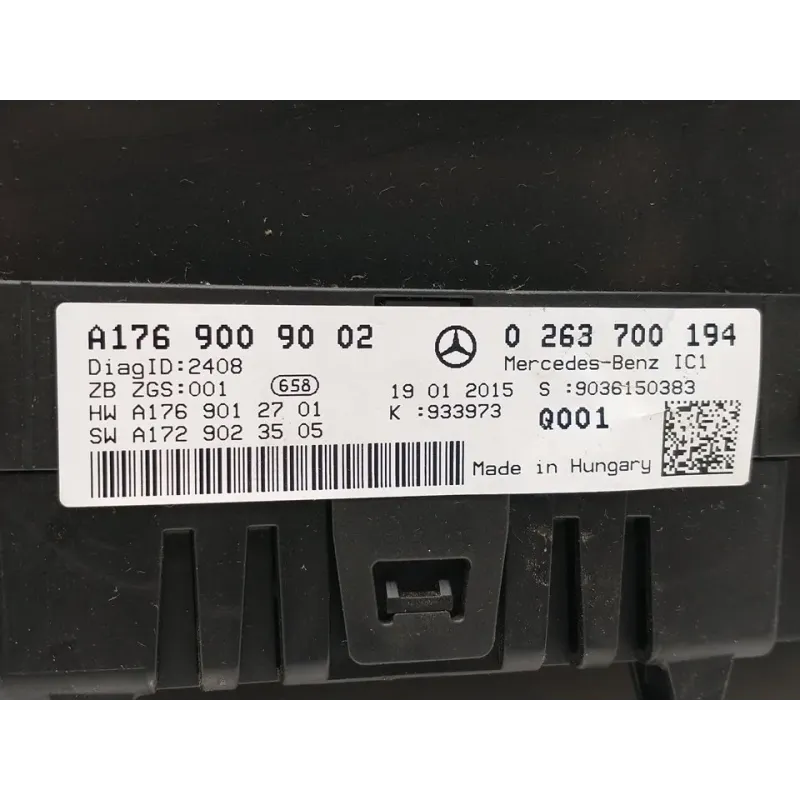 A176 900 90 02 0 263 700 194
DiagID:2408 Mercedes-Benz IC1
ZB ZGS:001 658 19 01 2015 S :9036150383
HW A176 901 27 01 K :933973 Q001
SW A172 902 35 05
Made in Hungary